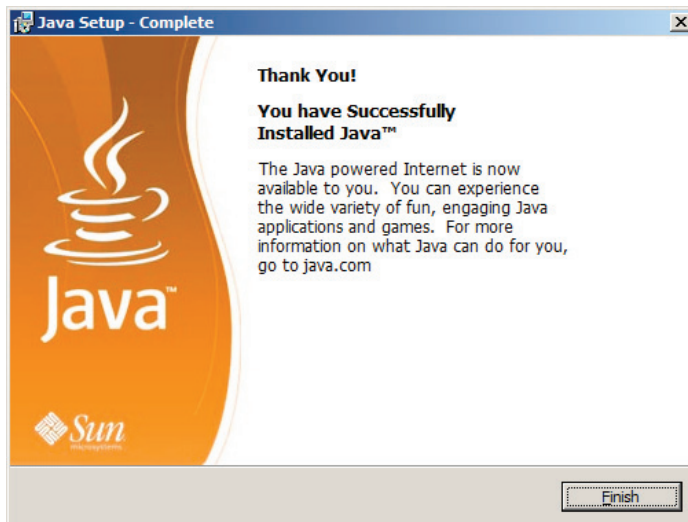 Java Setup - Complete
Thank You!
You have Successfully
Installed Java™
The Java powered Internet is now
available to you. You can experience
the wide variety of fun, engaging Java
applications and games. For more
information on what Java can do for you,
go to java.com
Java™
Sun
microsystems
Finish